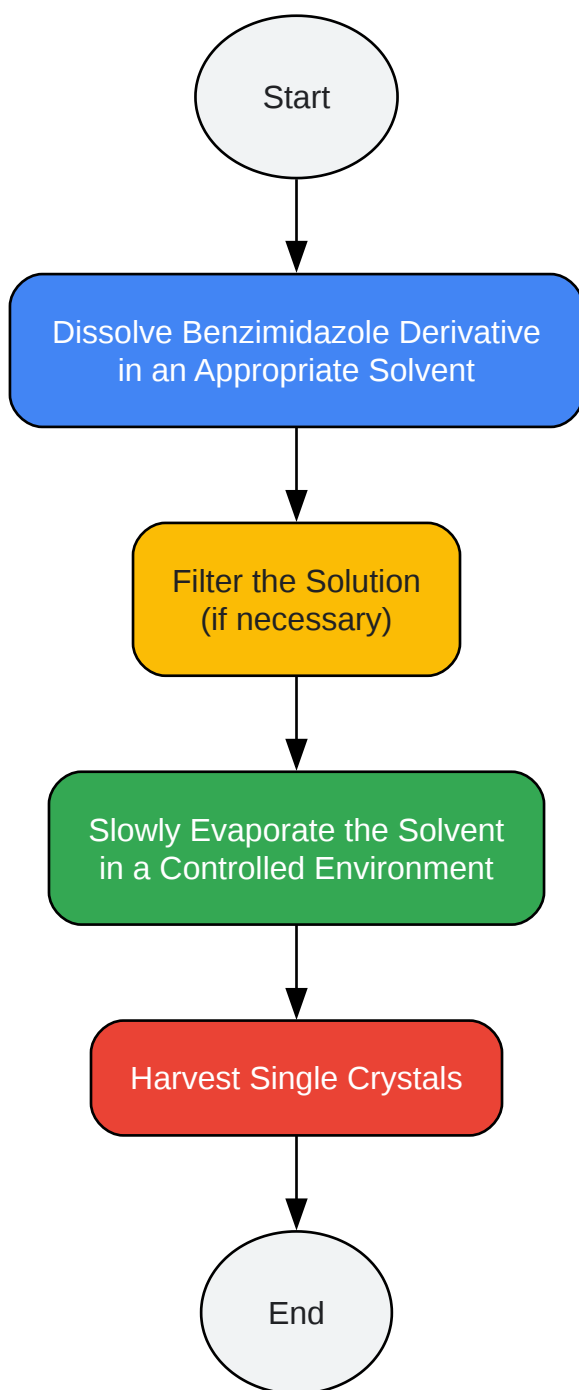 Start
Dissolve Benzimidazole Derivative
in an Appropriate Solvent
Filter the Solution
(if necessary)
Slowly Evaporate the Solvent
in a Controlled Environment
Harvest Single Crystals
End